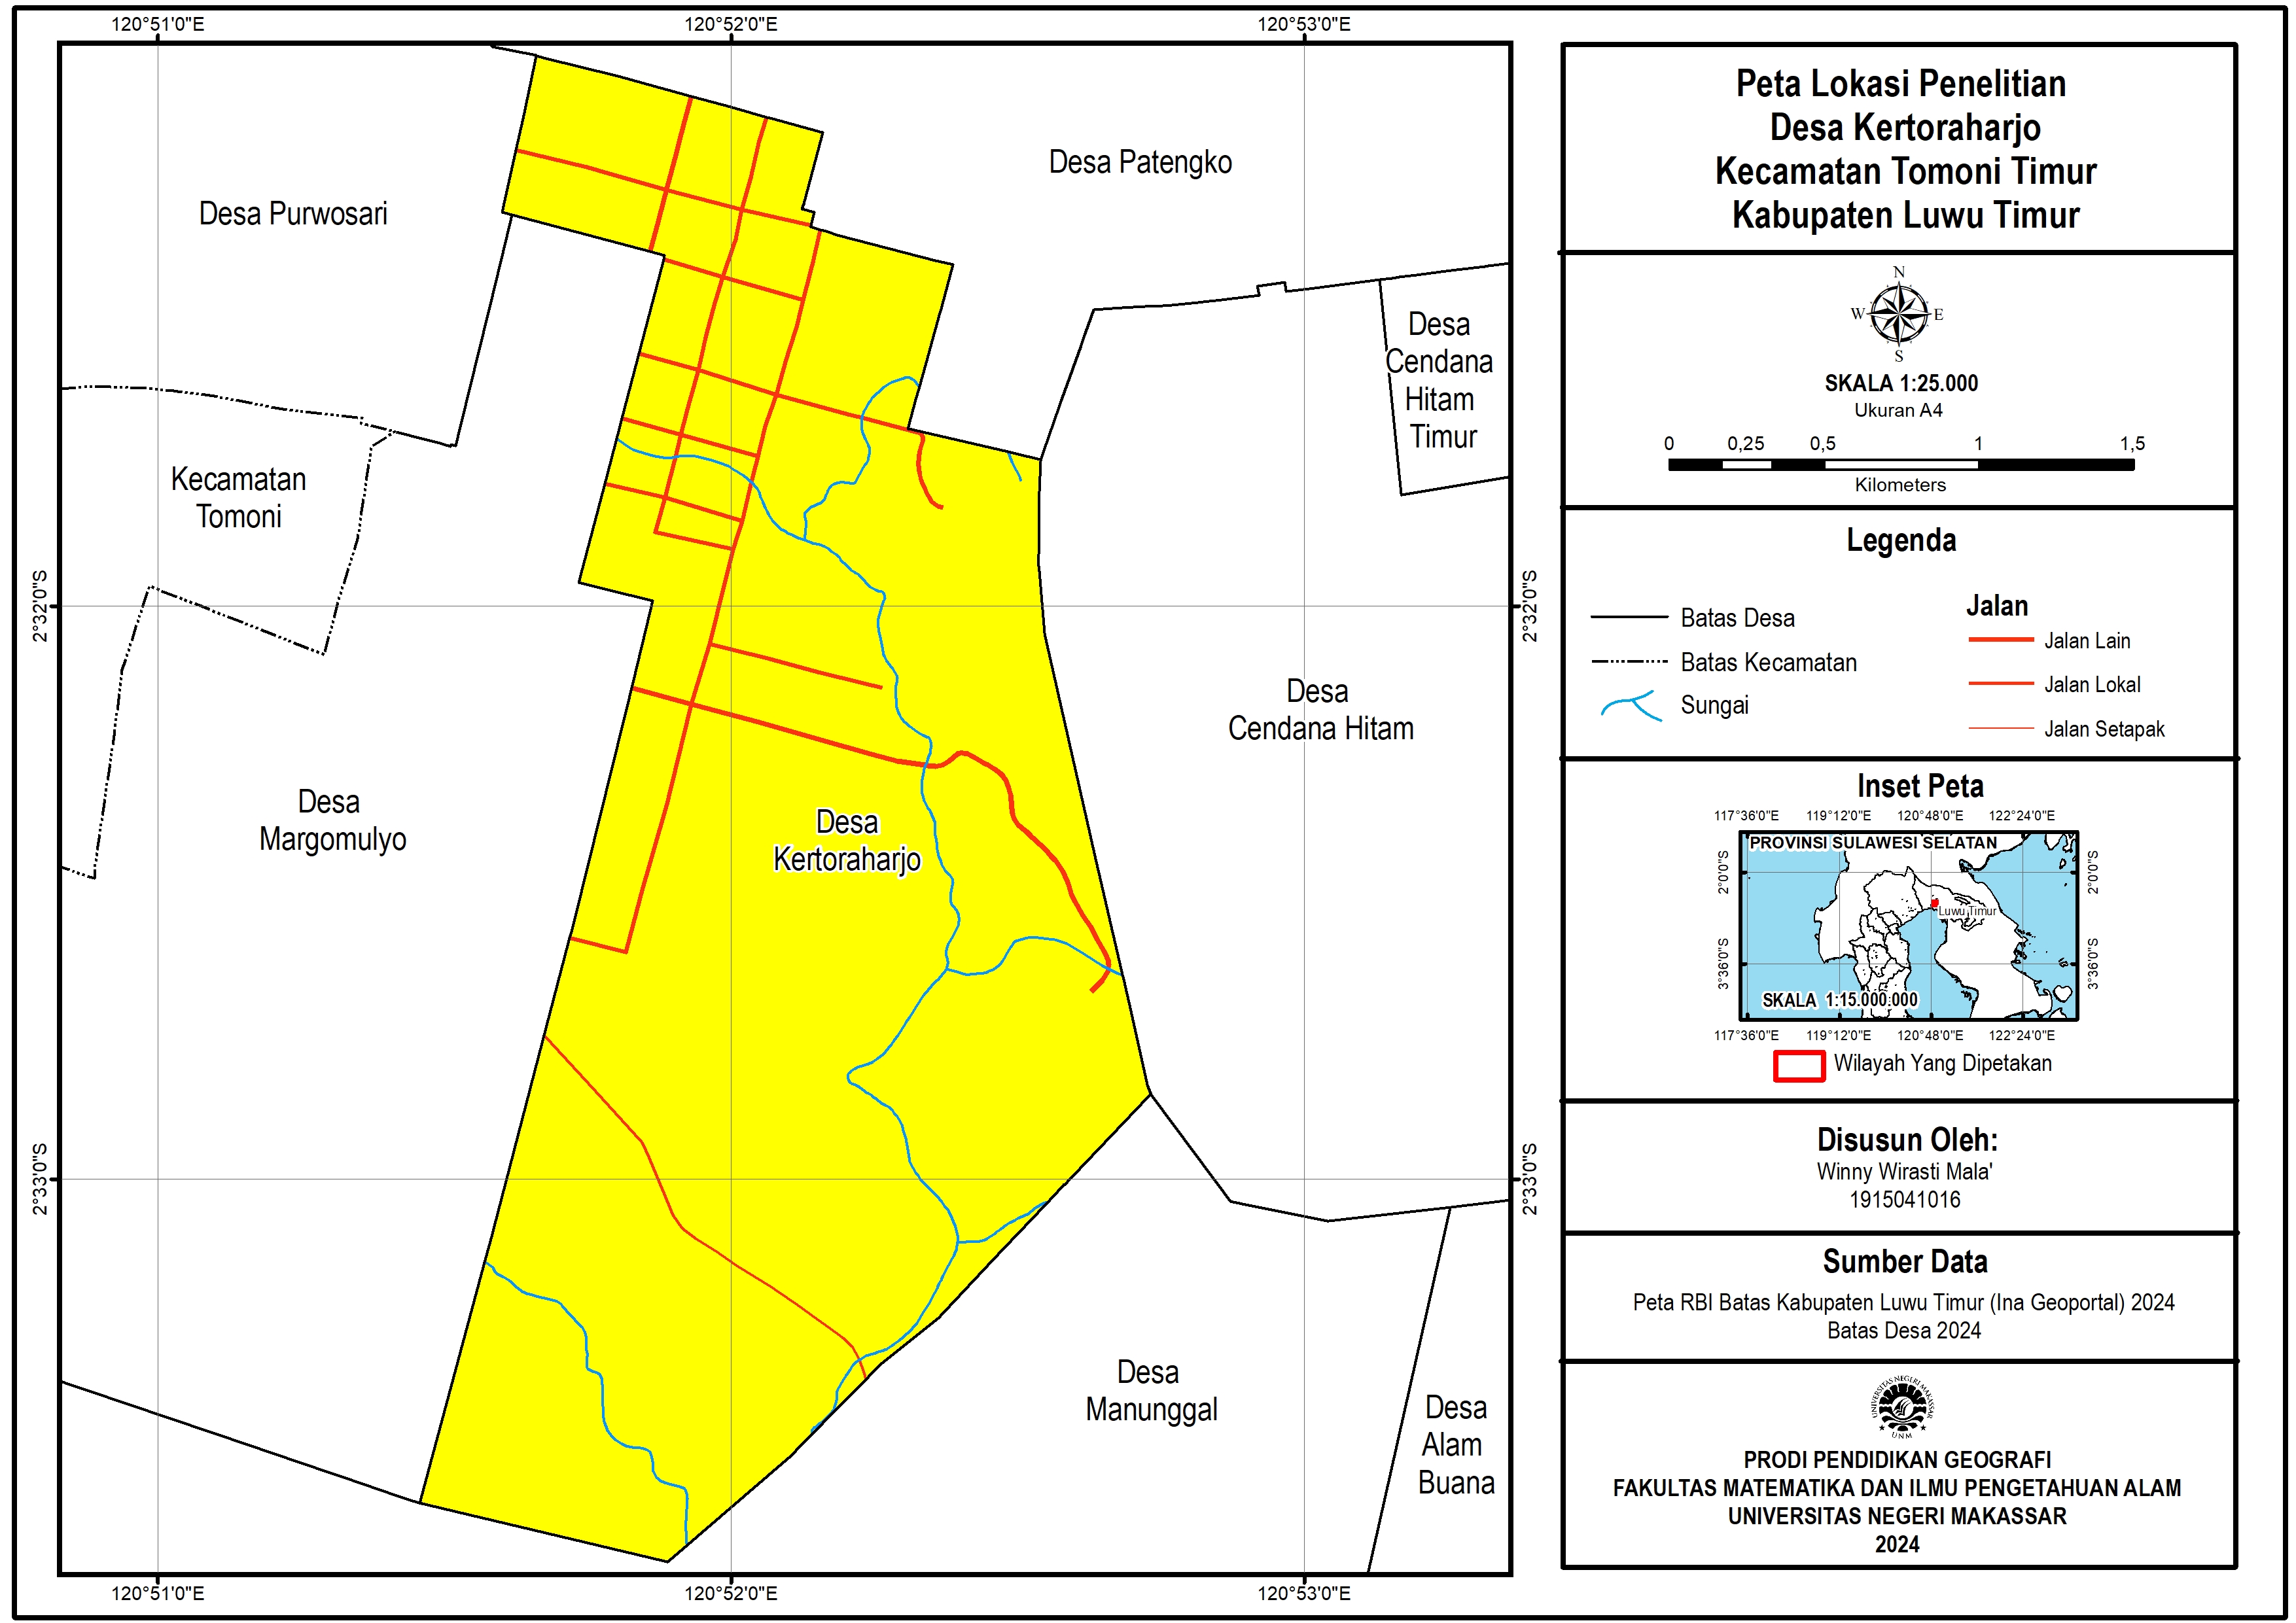 120°51'0"E
120°52'0"E
120°53'0"E
Desa Patengko
Desa Purwosari
Desa
Cendana
Hitam
Timur
Kecamatan
Tomoni
2°32'0"S
2°32'0"S
Desa
Cendana Hitam
Desa
Margomulyo
Desa
Kertoraharjo
2°33'0"S
2°33'0"S
Desa
Manunggal
Desa
Alam
Buana
120°51'0"E
120°52'0"E
120°53'0"E
Peta Lokasi Penelitian
Desa Kertoraharjo
Kecamatan Tomoni Timur
Kabupaten Luwu Timur
N
W
E
S
SKALA 1:25.000
Ukuran A4
0 0,25 0,5 1 1,5
Kilometers
Legenda
Batas Desa
Batas Kecamatan
Sungai
Jalan
Jalan Lain
Jalan Lokal
Jalan Setapak
Inset Peta
117°36'0"E 119°12'0"E 120°48'0"E 122°24'0"E
PROVINSI SULAWESI SELATAN
2°0'0"S
2°0'0"S
Luwu Timur
3°36'0"S
3°36'0"S
SKALA 1:15.000.000
117°36'0"E 119°12'0"E 120°48'0"E 122°24'0"E
Wilayah Yang Dipetakan
Disusun Oleh:
Winny Wirasti Mala'
1915041016
Sumber Data
Peta RBI Batas Kabupaten Luwu Timur (Ina Geoportal) 2024
Batas Desa 2024
UNIVERSITAS NEGERI MAKASSAR
UNM
PRODI PENDIDIKAN GEOGRAFI
FAKULTAS MATEMATIKA DAN ILMU PENGETAHUAN ALAM
UNIVERSITAS NEGERI MAKASSAR
2024